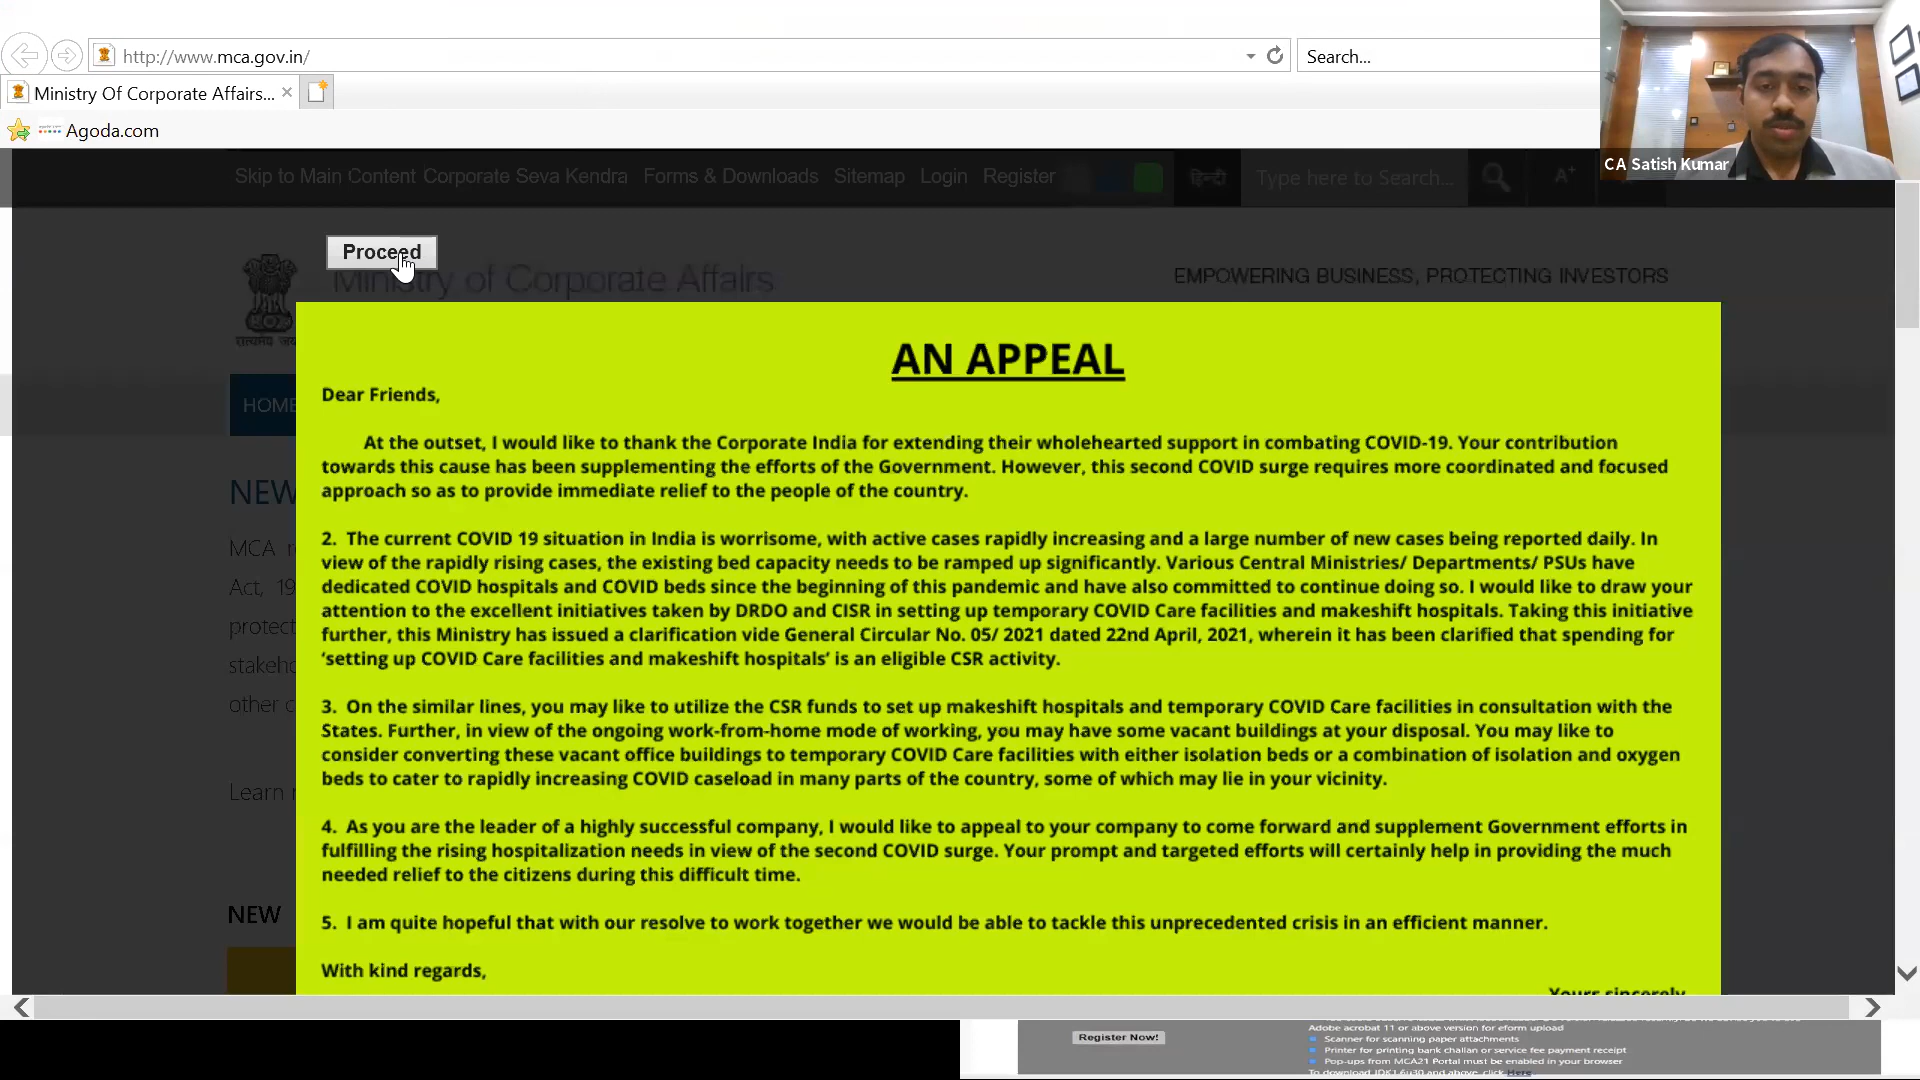 http://www.mca.gov.in/
Search...
Ministry Of Corporate Affairs...
Agoda.com
CA Satish Kumar
Skip to Main Content Corporate Seva Kendra Forms & Downloads Sitemap Login Register हिन्दी Type here to Search... A+
Proceed
Ministry of Corporate Affairs
EMPOWERING BUSINESS, PROTECTING INVESTORS
सत्यमेव जय
HOME
AN APPEAL
Dear Friends,
At the outset, I would like to thank the Corporate India for extending their wholehearted support in combating COVID-19. Your contribution
towards this cause has been supplementing the efforts of the Government. However, this second COVID surge requires more coordinated and focused
approach so as to provide immediate relief to the people of the country.
2. The current COVID 19 situation in India is worrisome, with active cases rapidly increasing and a large number of new cases being reported daily. In
view of the rapidly rising cases, the existing bed capacity needs to be ramped up significantly. Various Central Ministries/ Departments/ PSUs have
dedicated COVID hospitals and COVID beds since the beginning of this pandemic and have also committed to continue doing so. I would like to draw your
attention to the excellent initiatives taken by DRDO and CISR in setting up temporary COVID Care facilities and makeshift hospitals. Taking this initiative
further, this Ministry has issued a clarification vide General Circular No. 05/ 2021 dated 22nd April, 2021, wherein it has been clarified that spending for
‘setting up COVID Care facilities and makeshift hospitals’ is an eligible CSR activity.
3. On the similar lines, you may like to utilize the CSR funds to set up makeshift hospitals and temporary COVID Care facilities in consultation with the
States. Further, in view of the ongoing work-from-home mode of working, you may have some vacant buildings at your disposal. You may like to
consider converting these vacant office buildings to temporary COVID Care facilities with either isolation beds or a combination of isolation and oxygen
beds to cater to rapidly increasing COVID caseload in many parts of the country, some of which may lie in your vicinity.
4. As you are the leader of a highly successful company, I would like to appeal to your company to come forward and supplement Government efforts in
fulfilling the rising hospitalization needs in view of the second COVID surge. Your prompt and targeted efforts will certainly help in providing the much
needed relief to the citizens during this difficult time.
5. I am quite hopeful that with our resolve to work together we would be able to tackle this unprecedented crisis in an efficient manner.
With kind regards,
Yours sincerely
NEW
MCA r
Act, 19
protect
stakeho
other c
Learn
NEW
Register Now!
Adobe acrobat 11 or above version for eform upload
Scanner for scanning paper attachments
Printer for printing bank challan or service fee payment receipt
Pop-ups from MCA21 Portal must be enabled in your browser
To download JDK1.6u30 and above, click Here